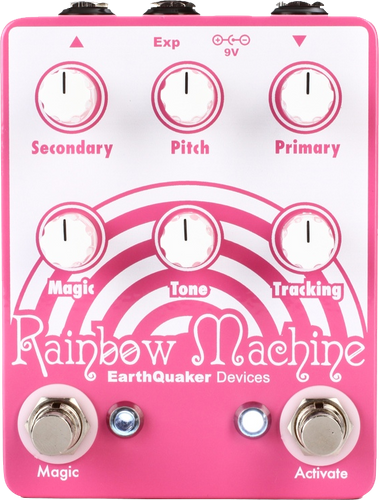 Exp
9V
Secondary Pitch Primary
Magic Tone Tracking
Rainbow Machine
EarthQuaker Devices
Magic Activate